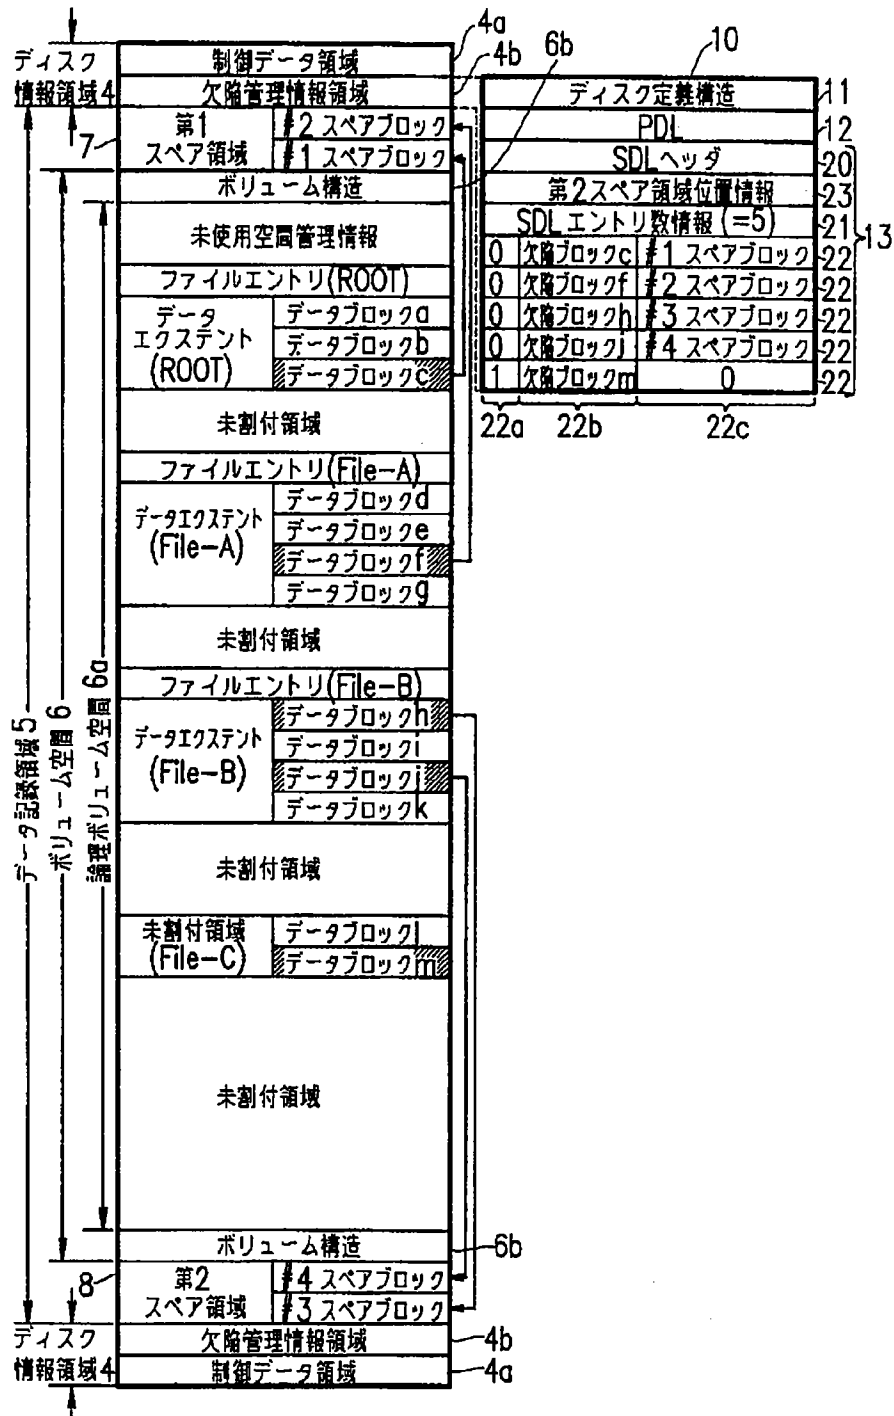 ディスク
情報領域4
制御データ領域
4a
欠陥管理情報領域
4b
7
第1
スペア領域
#2 スペアブロック
#1 スペアブロック
6b
ボリューム構造
未使用空間管理情報
ファイルエントリ(ROOT)
データ
エクステント
(ROOT)
データブロックa
データブロックb
データブロックc
未割付領域
ファイルエントリ(File-A)
データエクステント
(File-A)
データブロックd
データブロックe
データブロックf
データブロックg
未割付領域
ファイルエントリ(File-B)
データエクステント
(File-B)
データブロックh
データブロックi
データブロックj
データブロックk
未割付領域
未割付領域
(File-C)
データブロックl
データブロックm
未割付領域
ボリューム構造
6b
8
第2
スペア領域
#4 スペアブロック
#3 スペアブロック
ディスク
情報領域4
欠陥管理情報領域
4b
制御データ領域
4a
データ記録領域5
ボリューム空間6
論理ボリューム空間6a
10
ディスク定義構造
11
PDL
12
SDLヘッダ
20
第2スペア領域位置情報
23
SDLエントリ数情報(=5)
21
13
0 欠陥ブロックc #1 スペアブロック 22
0 欠陥ブロックf #2 スペアブロック 22
0 欠陥ブロックh #3 スペアブロック 22
0 欠陥ブロックj #4 スペアブロック 22
1 欠陥ブロックm 0 22
22a 22b 22c